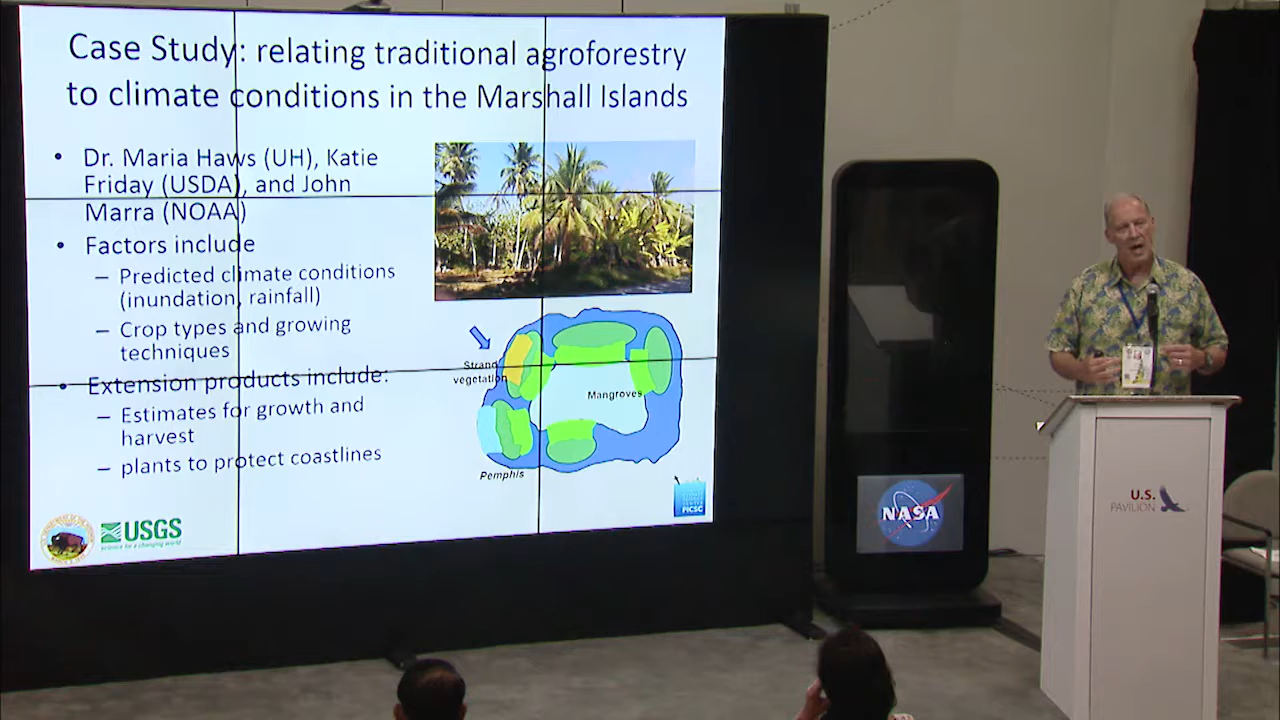 Case Study: relating traditional agroforestry
to climate conditions in the Marshall Islands
• Dr. Maria Haws (UH), Katie
Friday (USDA), and John
Marra (NOAA)
• Factors include
– Predicted climate conditions
(inundation, rainfall)
– Crop types and growing
techniques
• Extension products include:
– Estimates for growth and
harvest
– plants to protect coastlines
Strand
vegetation
Mangroves
Pemphis
PICSC
USGS
science for a changing world
NASA
U.S.
PAVILION